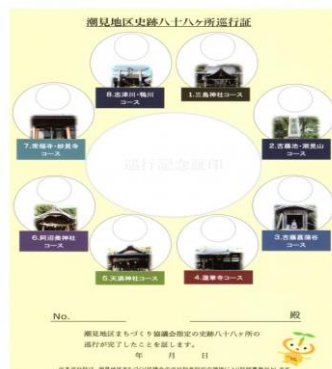 潮見地区史跡八十八ヶ所巡行証
8.志津川・鴨川
コース
1.三島神社コース
7.常福寺・妙見寺
コース
2.吉藤池・潮見山
コース
巡行記念証印
6.阿沼美神社
コース
3.吉藤菖蒲谷
コース
5.天満神社コース
4.蓮華寺コース
No.
殿
潮見地区まちづくり協議会指定の史跡八十八ヶ所の
巡行が完了したことを証します。
年 月 日